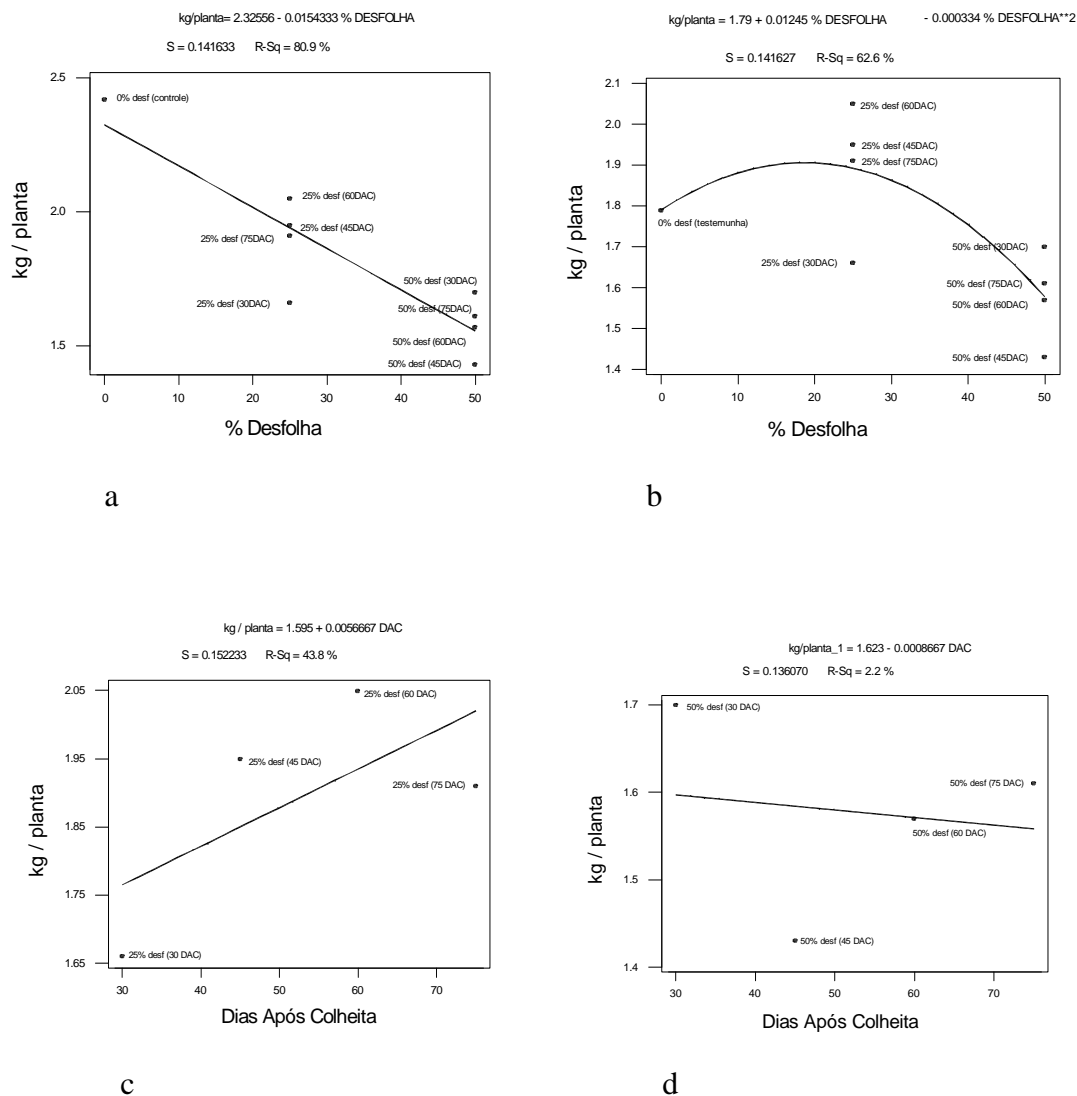 kg/planta= 2.32556 - 0.0154333 % DESFOLHA
S = 0.141633 R-Sq = 80.9 %
2.5
2.0
1.5
kg / planta
0% desf (controle)
25% desf (60DAC)
25% desf (45DAC)
25% desf (75DAC)
25% desf (30DAC)
50% desf (30DAC)
50% desf (75DAC)
50% desf (60DAC)
50% desf (45DAC)
0 10 20 30 40 50
% Desfolha
a
kg/planta = 1.79 + 0.01245 % DESFOLHA - 0.000334 % DESFOLHA**2
S = 0.141627 R-Sq = 62.6 %
2.1
2.0
1.9
1.8
1.7
1.6
1.5
1.4
kg / planta
25% desf (60DAC)
25% desf (45DAC)
25% desf (75DAC)
0% desf (testemunha)
25% desf (30DAC)
50% desf (30DAC)
50% desf (75DAC)
50% desf (60DAC)
50% desf (45DAC)
0 10 20 30 40 50
% Desfolha
b
kg / planta = 1.595 + 0.0056667 DAC
S = 0.152233 R-Sq = 43.8 %
2.05
1.95
1.85
1.75
1.65
kg / planta
25% desf (60 DAC)
25% desf (45 DAC)
25% desf (75 DAC)
25% desf (30 DAC)
30 40 50 60 70
Dias Após Colheita
c
kg/planta_1 = 1.623 - 0.0008667 DAC
S = 0.136070 R-Sq = 2.2 %
1.7
1.6
1.5
1.4
kg / planta
50% desf (30 DAC)
50% desf (75 DAC)
50% desf (60 DAC)
50% desf (45 DAC)
30 40 50 60 70
Dias Após Colheita
d